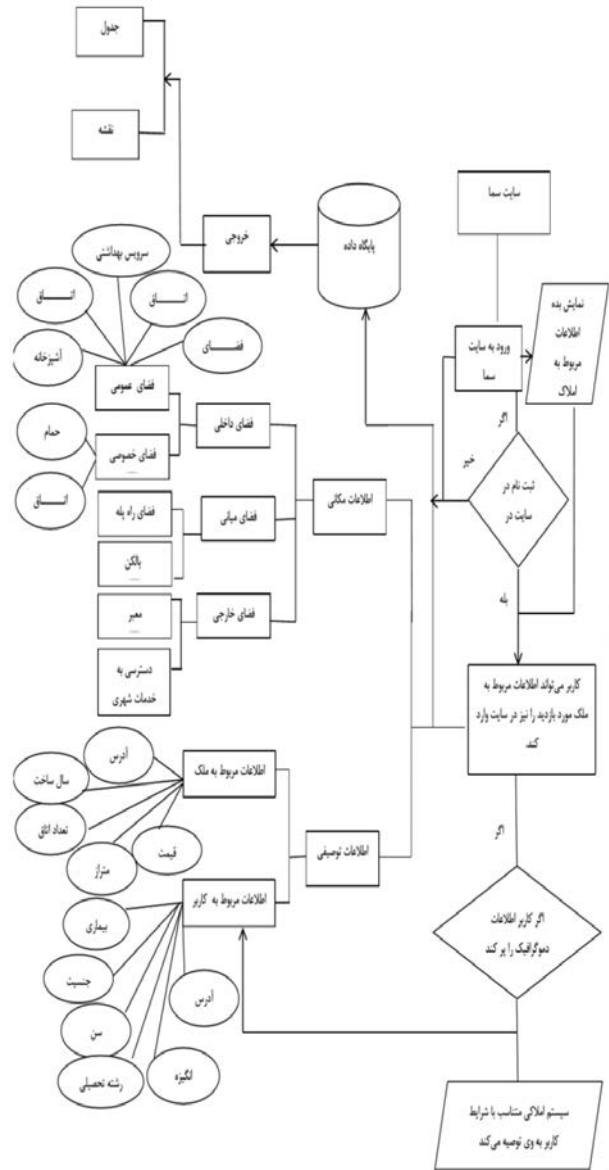 سایت سما
ورود به سایت
سما
نمایش بده
اطلاعات
مربوط به
املاک
اگر
خیر
ثبت نام در
سایت در
بله
کاربر می‌تواند اطلاعات مربوط به
ملک مورد بازدید را نیز در سایت وارد
کند.
اگر
اگر کاربر اطلاعات
دموگرافیک را پر کند
سیستم املاکی متناسب با شرایط
کاربر به وی توصیه می‌کند
پایگاه داده
خروجی
جدول
نقشه
اطلاعات مکانی
فضای داخلی
فضای عمومی
سرویس بهداشتی
اتـــــــاق
اتـــــــاق
آشپزخانه
فضـــــای
فضای خصوصی
حمام
اتـــــــاق
فضای میانی
فضای راه پله
بالکن
فضای خارجی
معبر
دسترسی به
خدمات شهری
اطلاعات توصیفی
اطلاعات مربوط به ملک
آدرس
سال ساخت
تعداد اتاق
متراژ
قیمت
اطلاعات مربوط به کاربر
بیماری
جنسیت
سن
رشته تحصیلی
انگیزه
آدرس